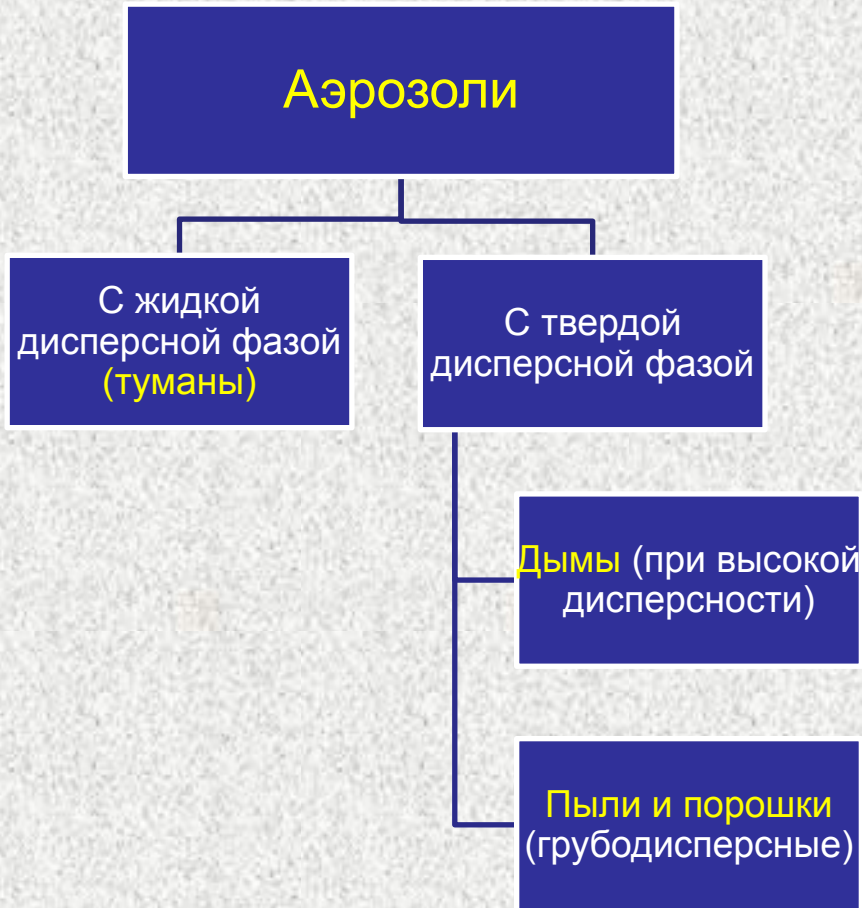 Аэрозоли
С жидкой
дисперсной фазой
(туманы)
С твердой
дисперсной фазой
Дымы (при высокой
дисперсности)
Пыли и порошки
(грубодисперсные)